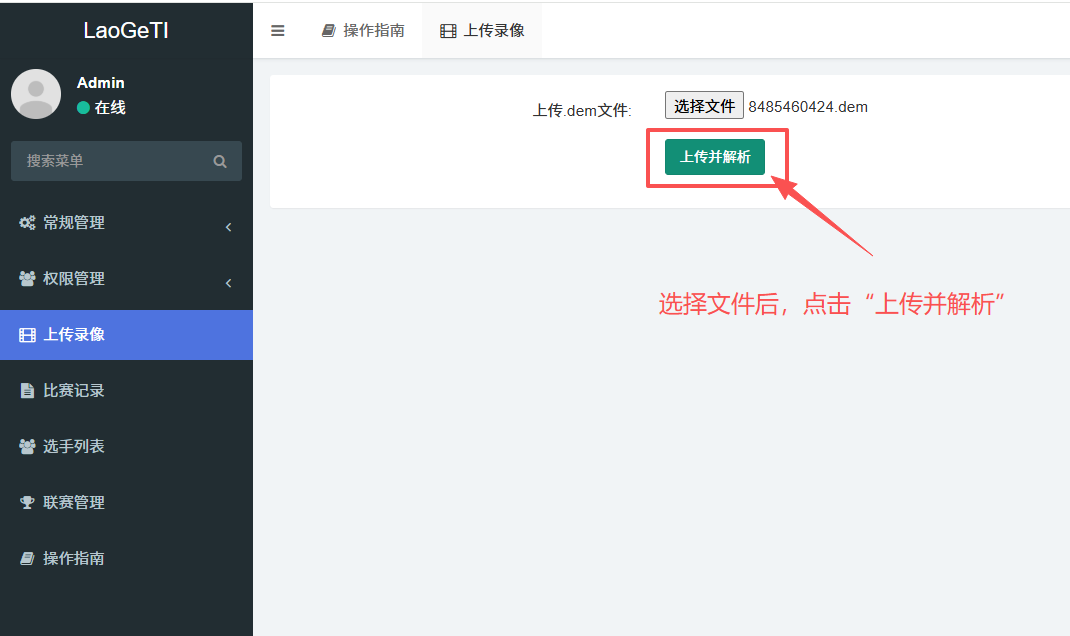 LaoGeTI
Admin
在线
搜索菜单
常规管理
权限管理
上传录像
比赛记录
选手列表
联赛管理
操作指南
操作指南
上传录像
上传.dem文件:
选择文件 8485460424.dem
上传并解析
选择文件后，点击“上传并解析”